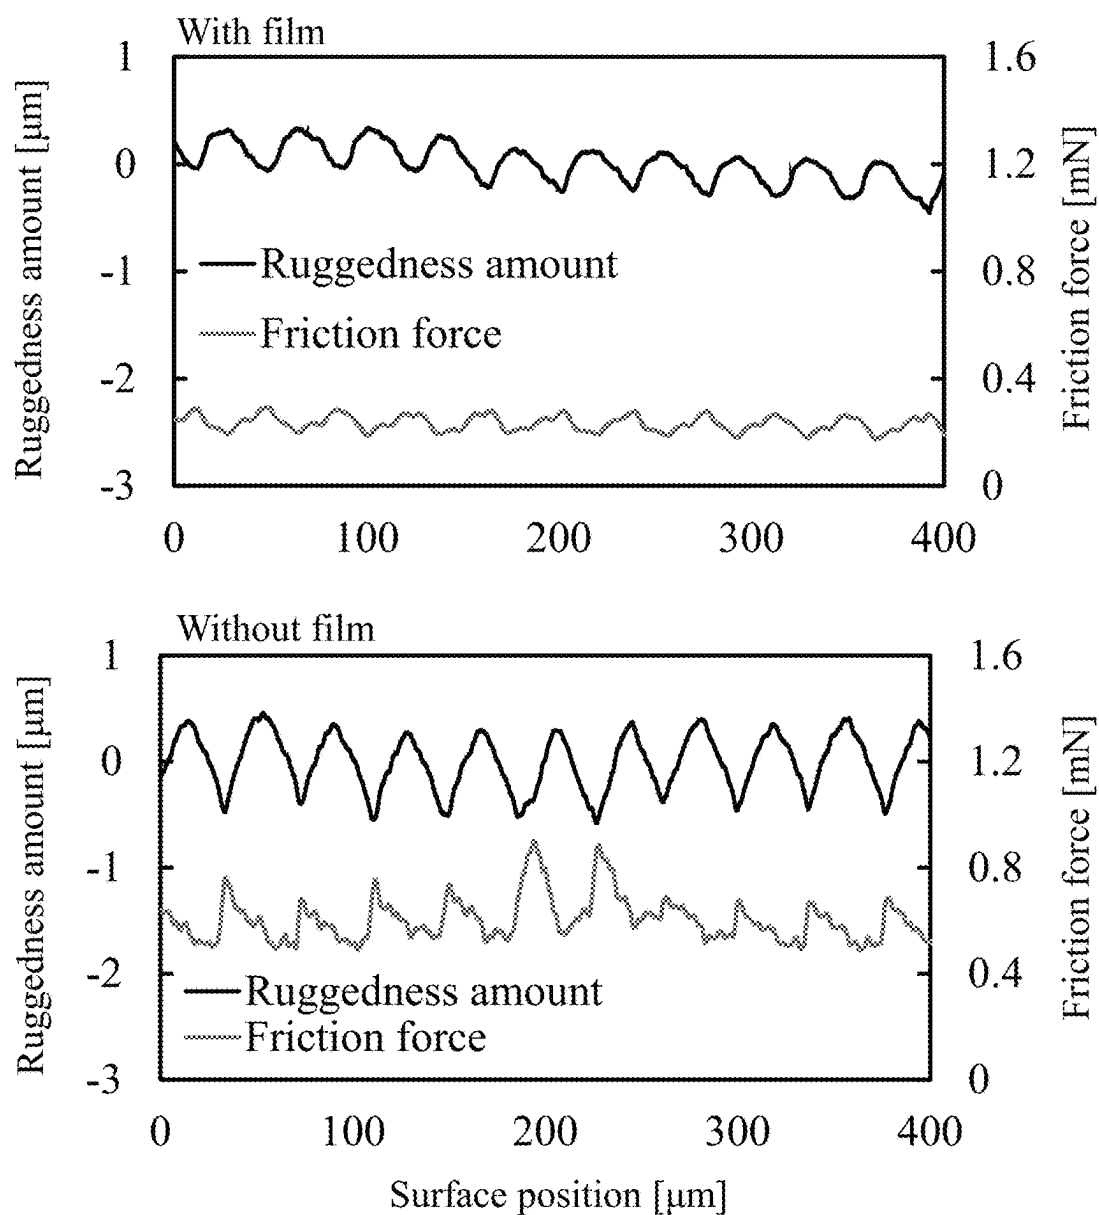 With film
1
0
-1
-2
-3
Ruggedness amount [μm]
1.6
1.2
0.8
0.4
0
Friction force [mN]
Ruggedness amount
Friction force
0 100 200 300 400
Without film
1
0
-1
-2
-3
Ruggedness amount [μm]
1.6
1.2
0.8
0.4
0
Friction force [mN]
Ruggedness amount
Friction force
0 100 200 300 400
Surface position [μm]